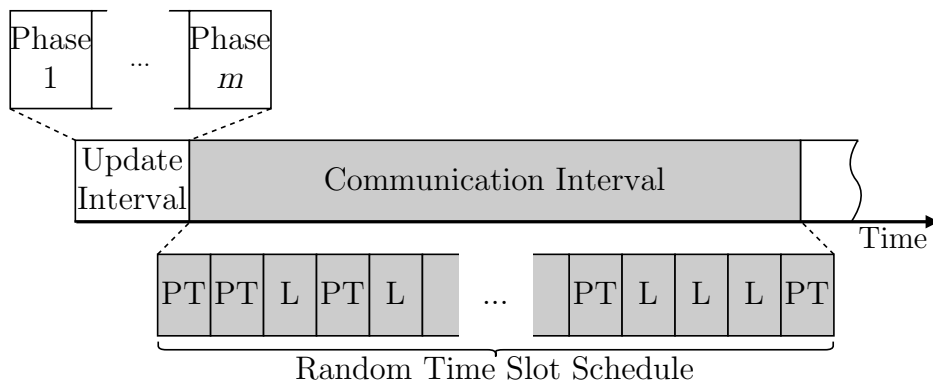 Phase
1
...
Phase
m
Update
Interval
Communication Interval
Time
PT PT L PT L ... PT L L L PT
Random Time Slot Schedule